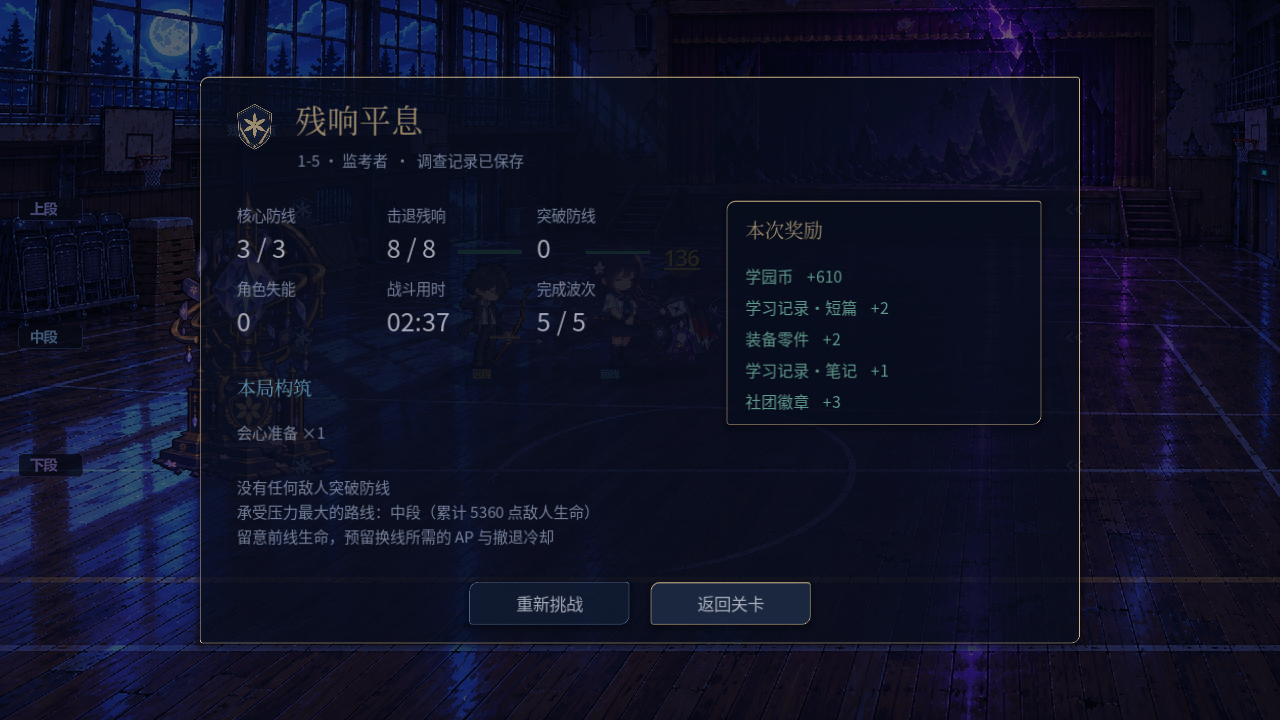 残响平息
1-5 · 监考者 · 调查记录已保存
上段
中段
下段
核心防线
3 / 3
击退残响
8 / 8
突破防线
0
136
角色失能
0
战斗用时
02:37
完成波次
5 / 5
本次奖励
学园币 +610
学习记录·短篇 +2
装备零件 +2
学习记录·笔记 +1
社团徽章 +3
本局构筑
会心准备 ×1
没有任何敌人突破防线
承受压力最大的路线：中段（累计 5360 点敌人生命）
留意前线生命，预留换线所需的 AP 与撤退冷却
重新挑战
返回关卡